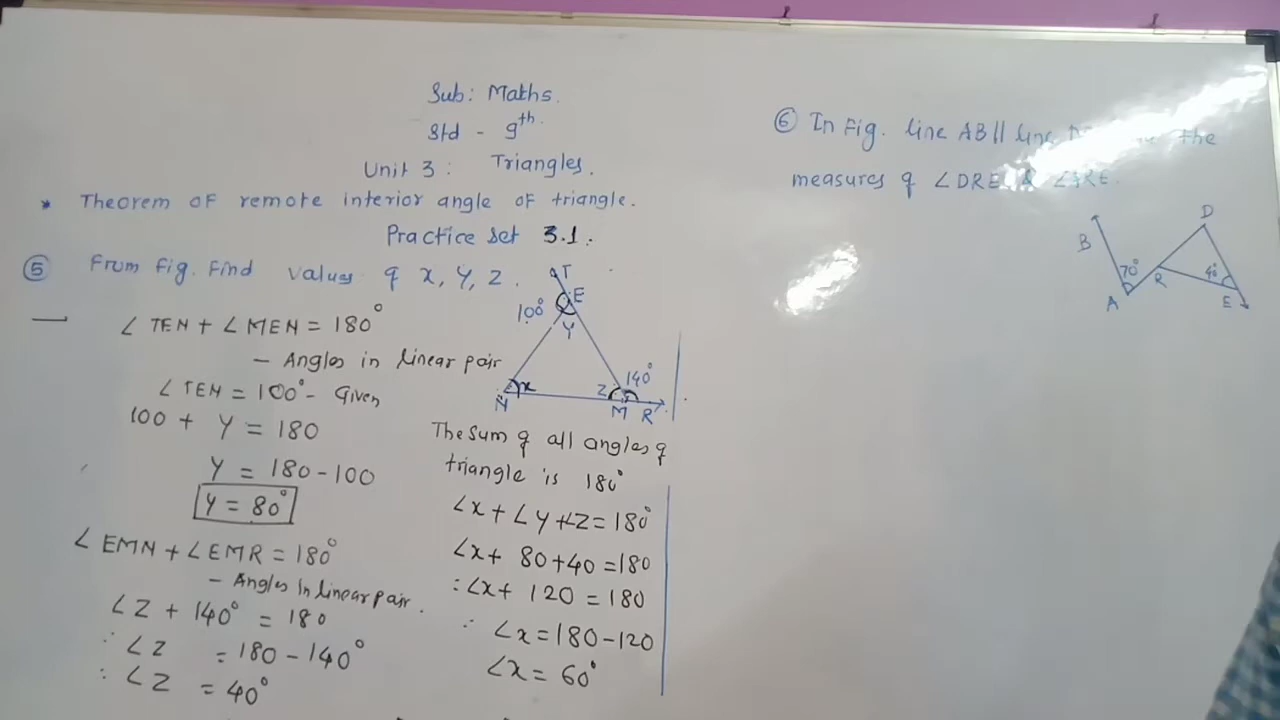 Sub: Maths.
Std - 9th.
Unit 3: Triangles.
* Theorem OF remote interior angle OF triangle.
Practice Set 3.1.
⑤ From fig. Find values of x, Y, Z.
∠TEN + ∠MEN = 180°
- Angles in linear pair
∠TEN = 100° - Given
100 + Y = 180
Y = 180 - 100
Y = 80°
∠EMN + ∠EMR = 180°
- Angles In linear pair.
∠Z + 140° = 180
∴ ∠Z = 180 - 140°
∴ ∠Z = 40°
T
100° E
Y
x Z 140°
N M R
The Sum of all angles of
triangle is 180°
∠x + ∠y + ∠Z = 180°
∠x + 80 + 40 = 180
∴ ∠x + 120 = 180
∴ ∠x = 180 - 120
∠x = 60°
⑥ In Fig. line AB || line the
measures of ∠DRE
D
B
70° R
A E